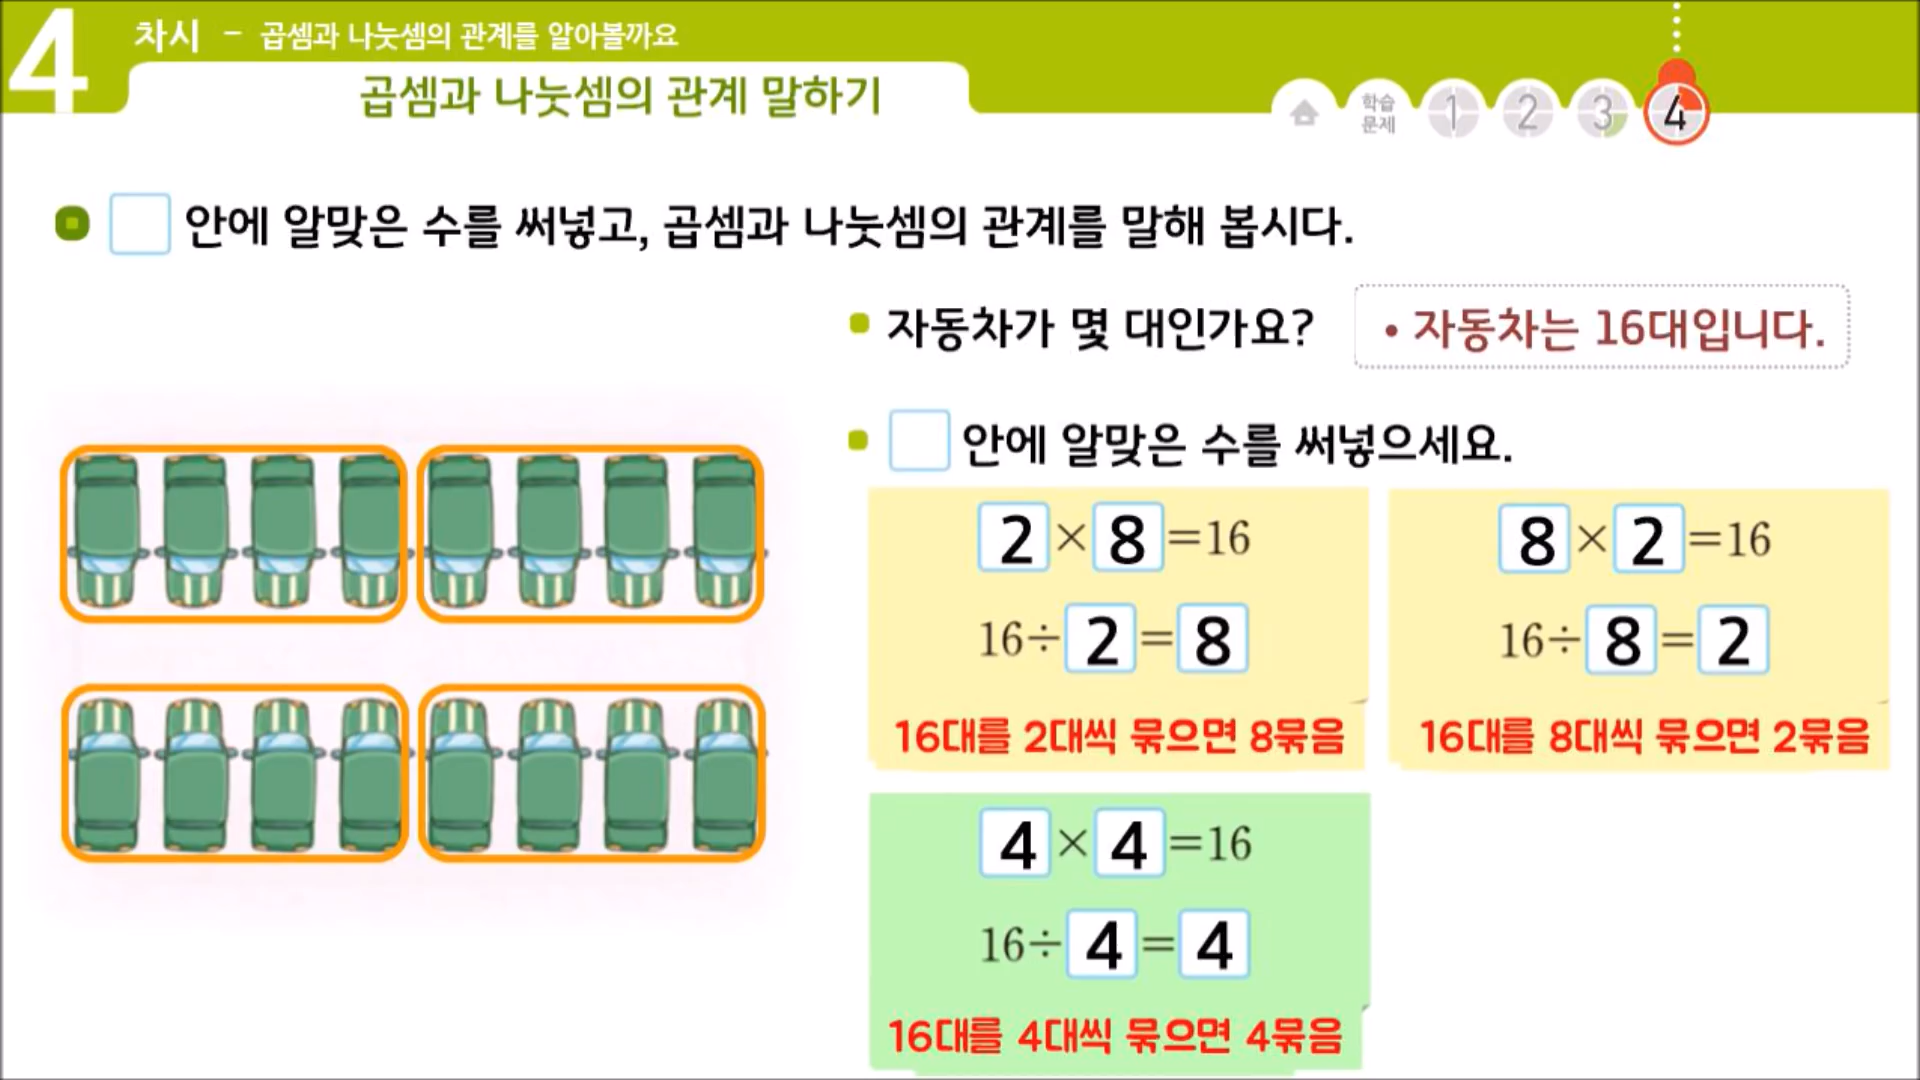 4 차시 - 곱셈과 나눗셈의 관계를 알아볼까요
곱셈과 나눗셈의 관계 말하기
학습
문제
1 2 3 4
안에 알맞은 수를 써넣고, 곱셈과 나눗셈의 관계를 말해 봅시다.
자동차가 몇 대인가요?
• 자동차는 16대입니다.
안에 알맞은 수를 써넣으세요.
2×8=16
16÷2=8
16대를 2대씩 묶으면 8묶음
8×2=16
16÷8=2
16대를 8대씩 묶으면 2묶음
4×4=16
16÷4=4
16대를 4대씩 묶으면 4묶음